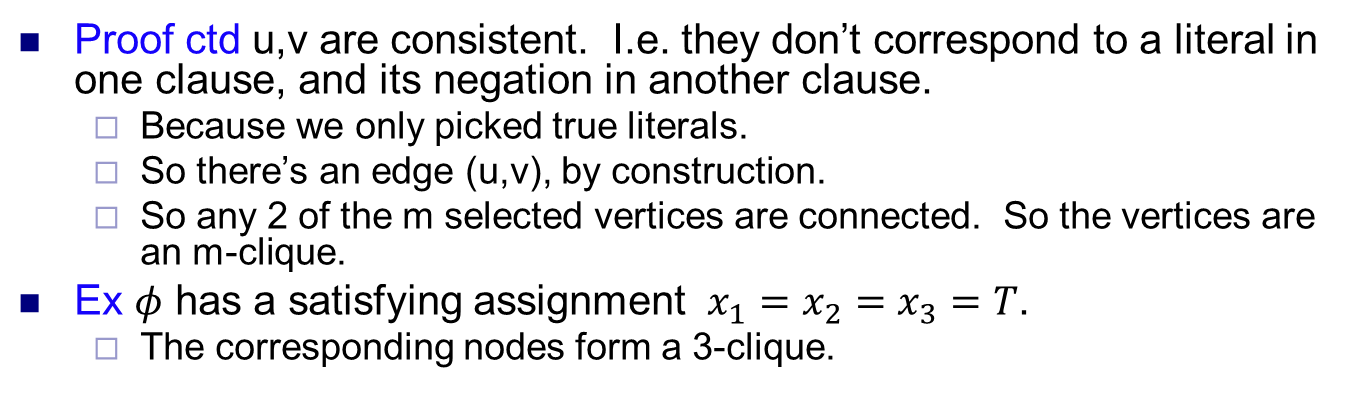 Proof ctd u,v are consistent. I.e. they don't correspond to a literal in
one clause, and its negation in another clause.
Because we only picked true literals.
So there's an edge (u,v), by construction.
So any 2 of the m selected vertices are connected. So the vertices are
an m-clique.
Ex 𝜙 has a satisfying assignment 𝑥₁ = 𝑥₂ = 𝑥₃ = 𝑇.
The corresponding nodes form a 3-clique.